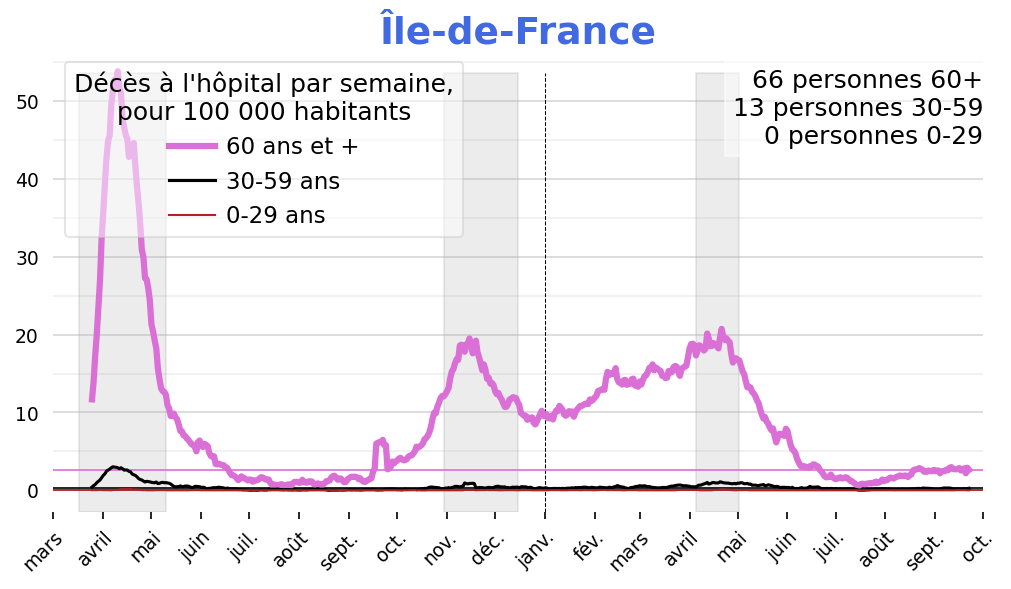 Île-de-France
Décès à l'hôpital par semaine,
pour 100 000 habitants
60 ans et +
30-59 ans
0-29 ans
66 personnes 60+
13 personnes 30-59
0 personnes 0-29
50
40
30
20
10
0
mars
avril
mai
juin
juil.
août
sept.
oct.
nov.
déc.
janv.
fév.
mars
avril
mai
juin
juil.
août
sept.
oct.